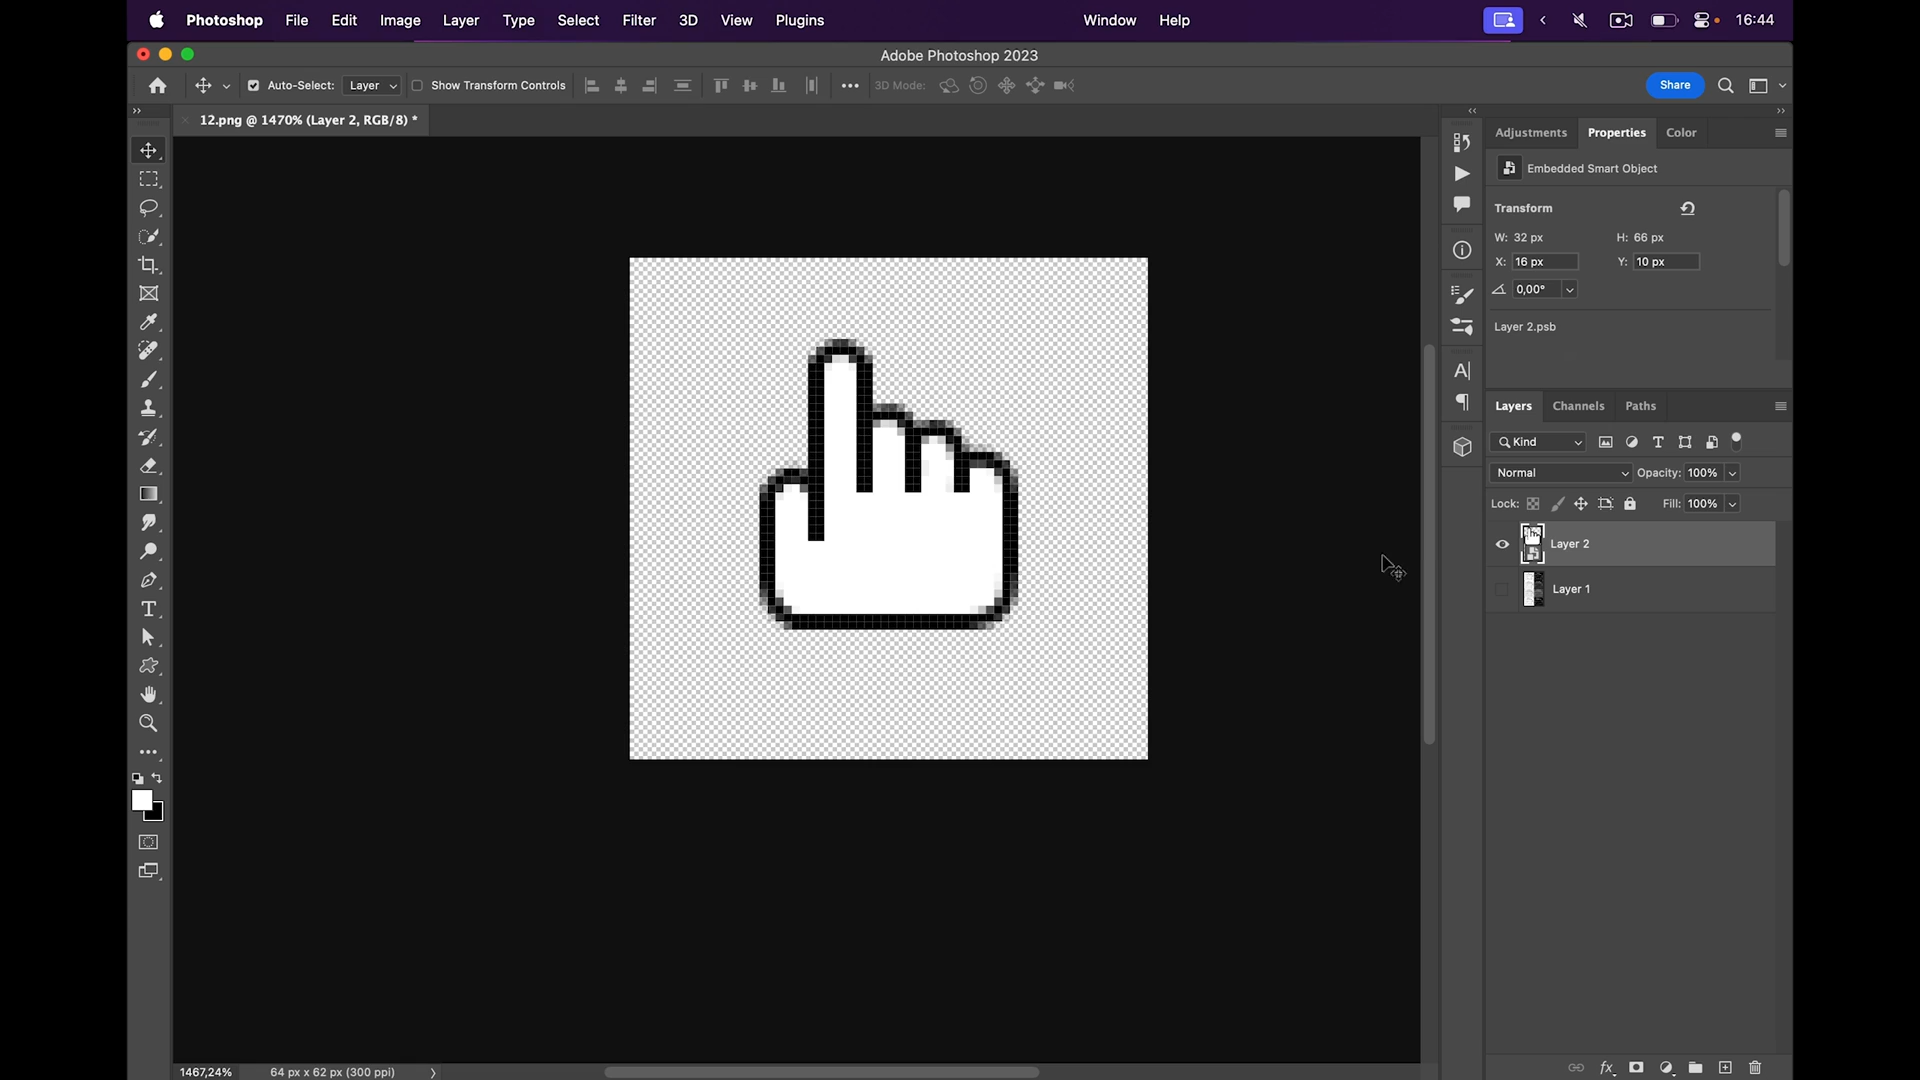 Photoshop File Edit Image Layer Type Select Filter 3D View Plugins Window Help 16:44
Adobe Photoshop 2023
Auto-Select: Layer Show Transform Controls 3D Mode: Share
12.png @ 1470% (Layer 2, RGB/8) *
Adjustments Properties Color
Embedded Smart Object
Transform
W: 32 px H: 66 px
X: 16 px Y: 10 px
0,00°
Layer 2.psb
Layers Channels Paths
Kind
Normal Opacity: 100%
Lock: Fill: 100%
Layer 2
Layer 1
1467,24% 64 px x 62 px (300 ppi)